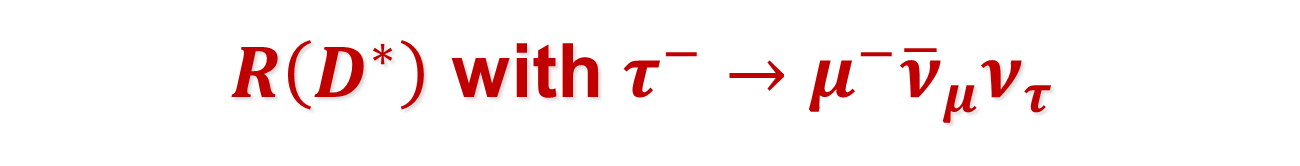 R(D*) with τ⁻ → μ⁻ν̄_μν_τ